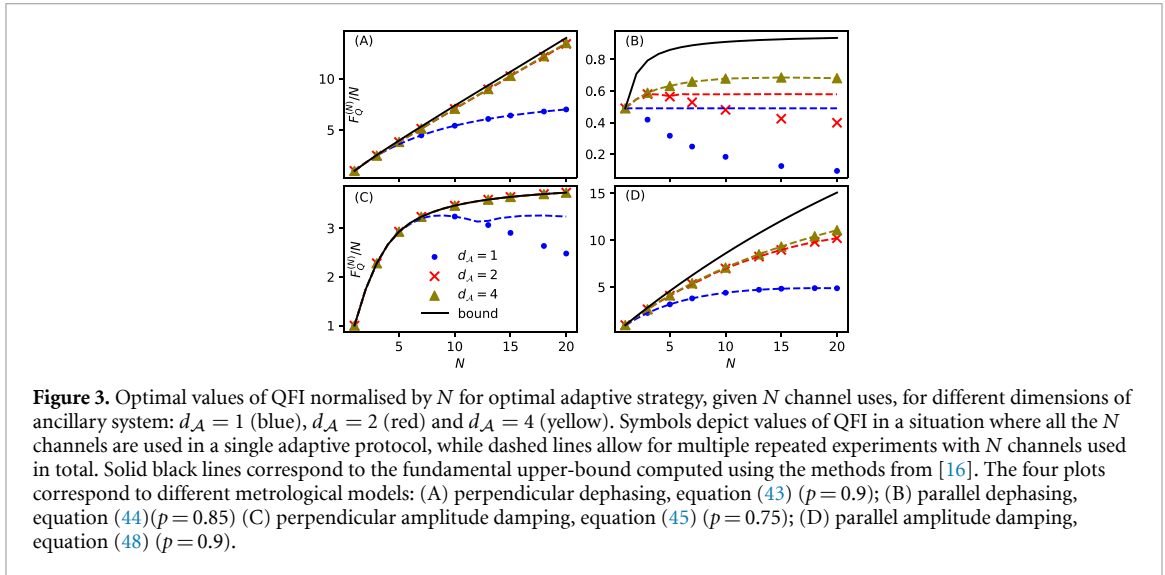 (A)
(B)
F_Q^{(N)}/N
10
5
0.8
0.6
0.4
0.2
(C)
(D)
F_Q^{(N)}/N
3
2
1
d_𝒜 = 1
d_𝒜 = 2
d_𝒜 = 4
bound
15
10
5
5 10 15 20
N
5 10 15 20
N
Figure 3. Optimal values of QFI normalised by N for optimal adaptive strategy, given N channel uses, for different dimensions of
ancillary system: d_𝒜 = 1 (blue), d_𝒜 = 2 (red) and d_𝒜 = 4 (yellow). Symbols depict values of QFI in a situation where all the N
channels are used in a single adaptive protocol, while dashed lines allow for multiple repeated experiments with N channels used
in total. Solid black lines correspond to the fundamental upper-bound computed using the methods from [16]. The four plots
correspond to different metrological models: (A) perpendicular dephasing, equation (43) (p = 0.9); (B) parallel dephasing,
equation (44)(p = 0.85) (C) perpendicular amplitude damping, equation (45) (p = 0.75); (D) parallel amplitude damping,
equation (48) (p = 0.9).